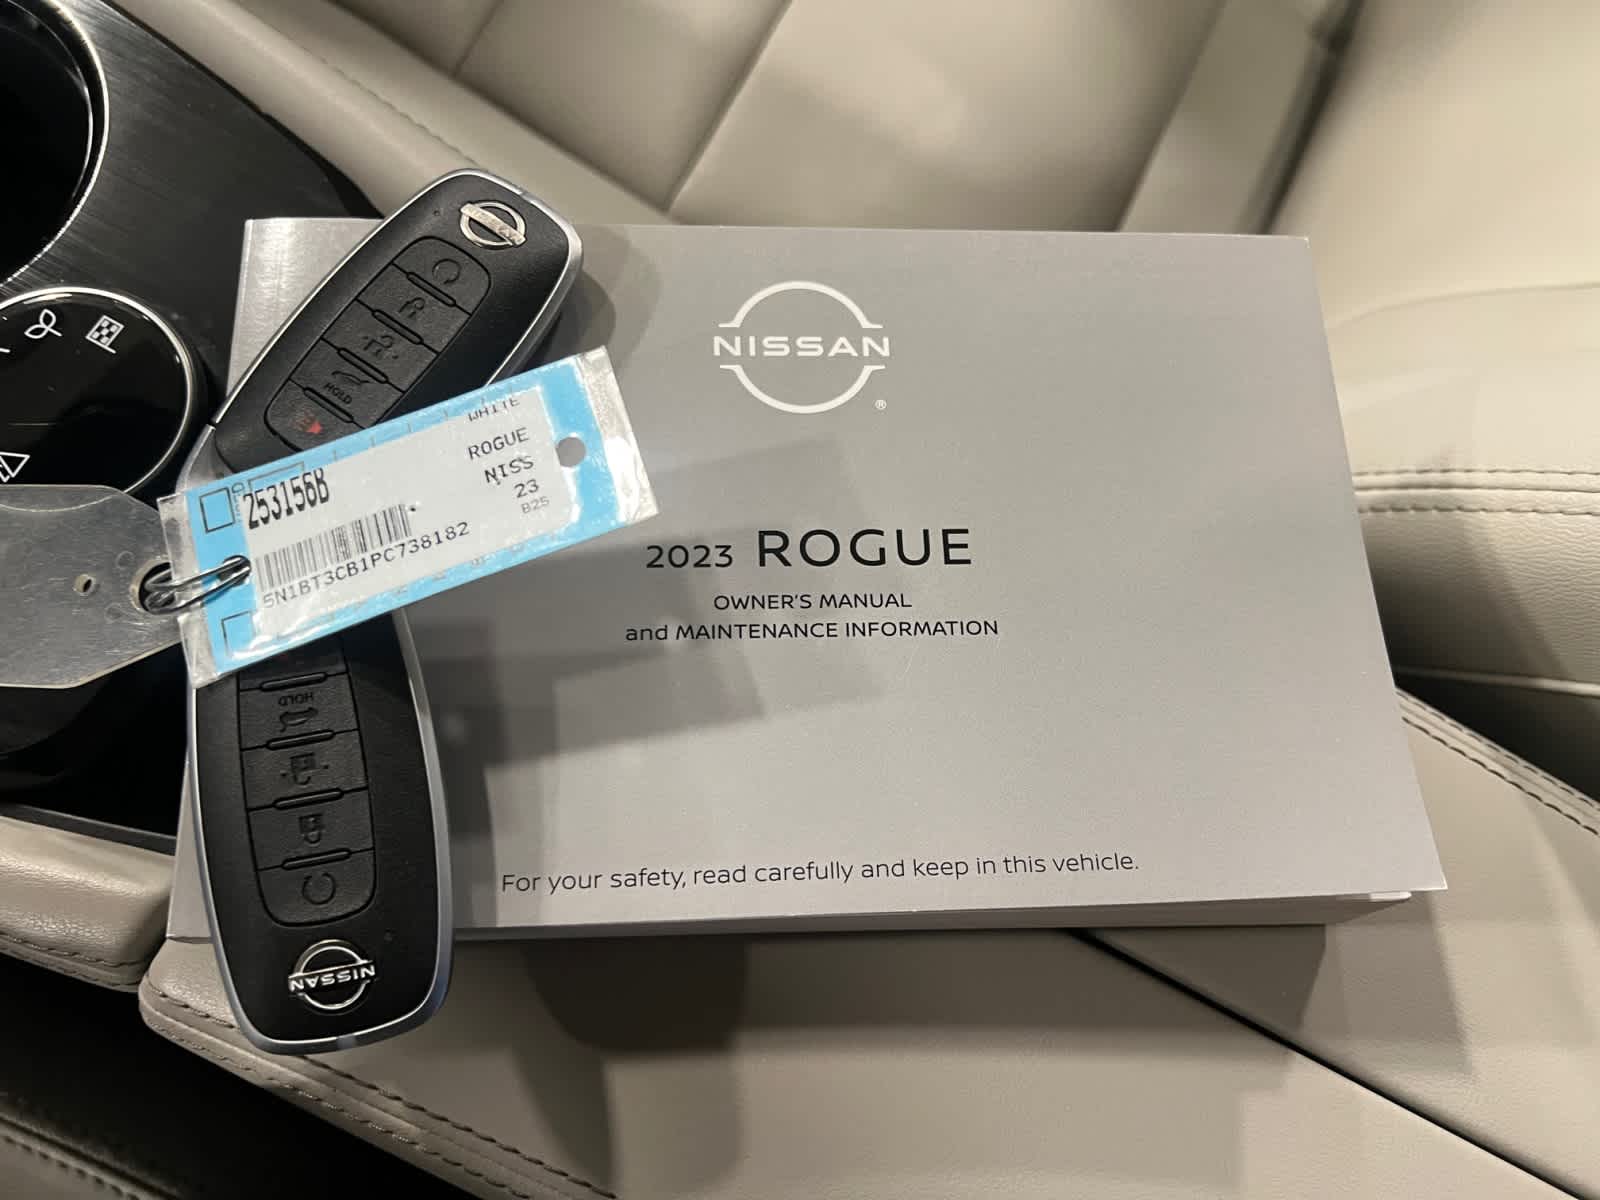 NISSAN
HOLD
WHITE
ROGUE
NISS
23
B25
253156B
5N1BT3CB1PC738182
NISSAN
®
2023 ROGUE
OWNER'S MANUAL
and MAINTENANCE INFORMATION
For your safety, read carefully and keep in this vehicle.
HOLD
NISSAN